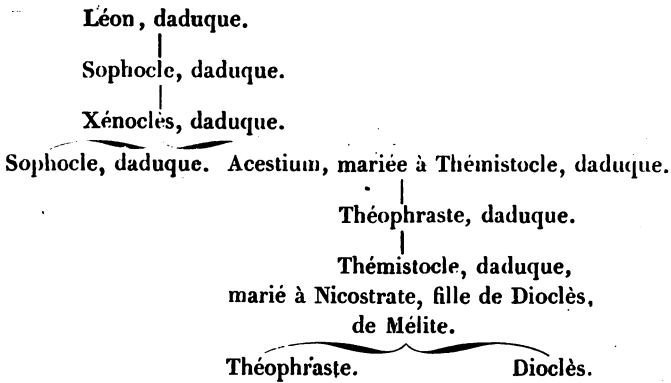 Léon, daduque.
Sophocle, daduque.
Xénoclès, daduque.
Sophocle, daduque. Acestium, mariée à Thémistocle, daduque.
Théophraste, daduque.
Thémistocle, daduque,
marié à Nicostrate, fille de Dioclès,
de Mélite.
Théophraste. Dioclès.